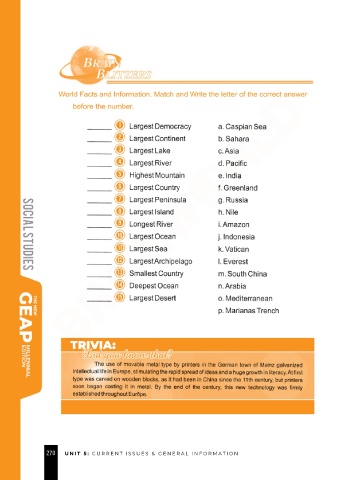 BRAIN
BLITZERS
World Facts and Information. Match and Write the letter of the correct answer
before the number.
______ 1 Largest Democracy a. Caspian Sea
______ 2 Largest Continent b. Sahara
______ 3 Largest Lake c. Asia
______ 4 Largest River d. Pacific
______ 5 Highest Mountain e. India
______ 6 Largest Country f. Greenland
______ 7 Largest Peninsula g. Russia
______ 8 Largest Island h. Nile
______ 9 Longest River i. Amazon
______ 10 Largest Ocean j. Indonesia
______ 11 Largest Sea k. Vatican
______ 12 Largest Archipelago l. Everest
______ 13 Smallest Country m. South China
______ 14 Deepest Ocean n. Arabia
______ 15 Largest Desert o. Mediterranean
p. Marianas Trench
SOCIAL STUDIES
THE NEW
GEAP
MILLENNIAL
EDITION
TRIVIA:
Did you know that?
The use of movable metal type by printers in the German town of Mainz galvanized
intellectual life in Europe, stimulating the rapid spread of ideas and a huge growth in literacy. At first
type was carved on wooden blocks, as it had been in China since the 11th century, but printers
soon began casting it in metal. By the end of the century, this new technology was firmly
established throughout Europe.
270 UNIT 5: CURRENT ISSUES & GENERAL INFORMATION